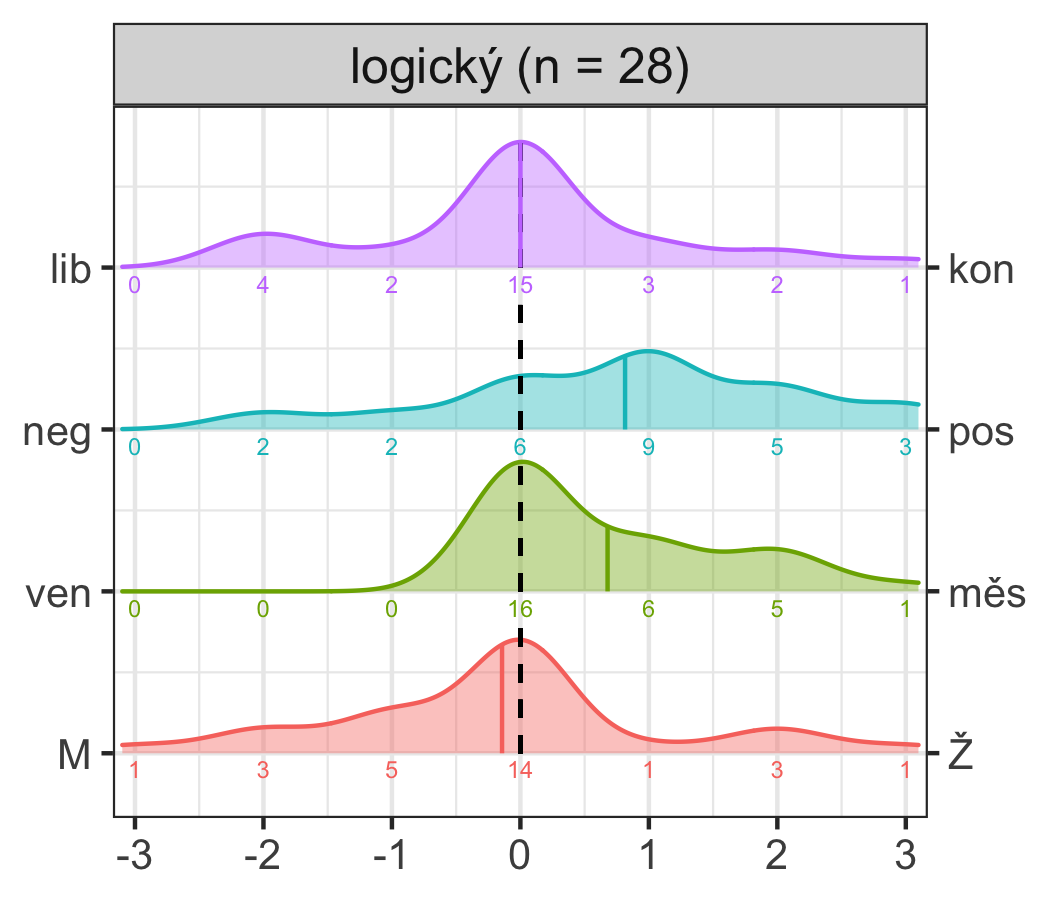 logický (n = 28)
lib kon
0 4 2 15 3 2 1
neg pos
0 2 2 6 9 5 3
ven měs
0 0 0 16 6 5 1
M Ž
1 3 5 14 1 3 1
-3 -2 -1 0 1 2 3